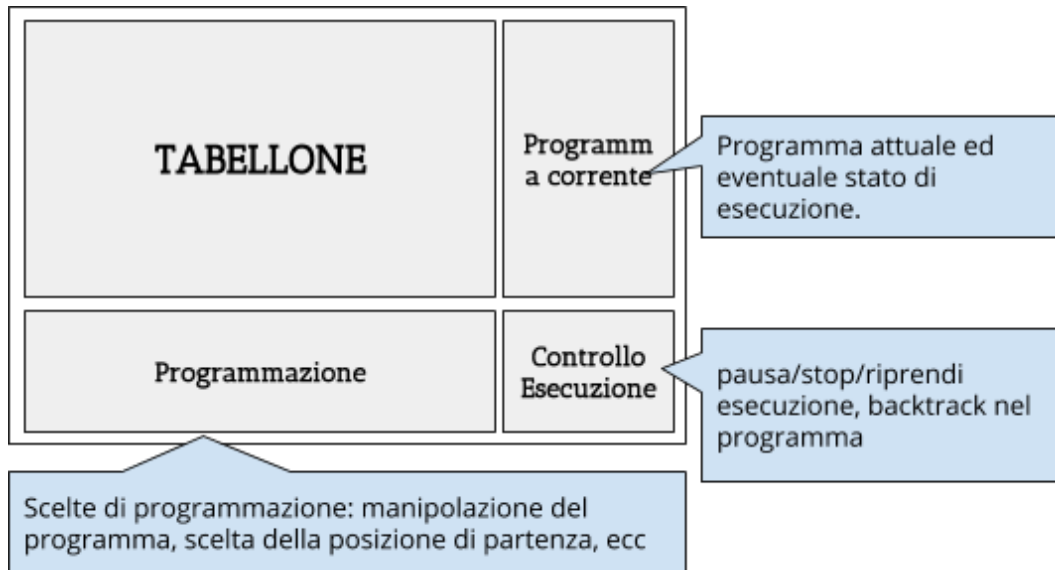 TABELLONE
Programm
a corrente
Programma attuale ed
eventuale stato di
esecuzione.
Programmazione
Controllo
Esecuzione
pausa/stop/riprendi
esecuzione, backtrack nel
programma
Scelte di programmazione: manipolazione del
programma, scelta della posizione di partenza, ecc